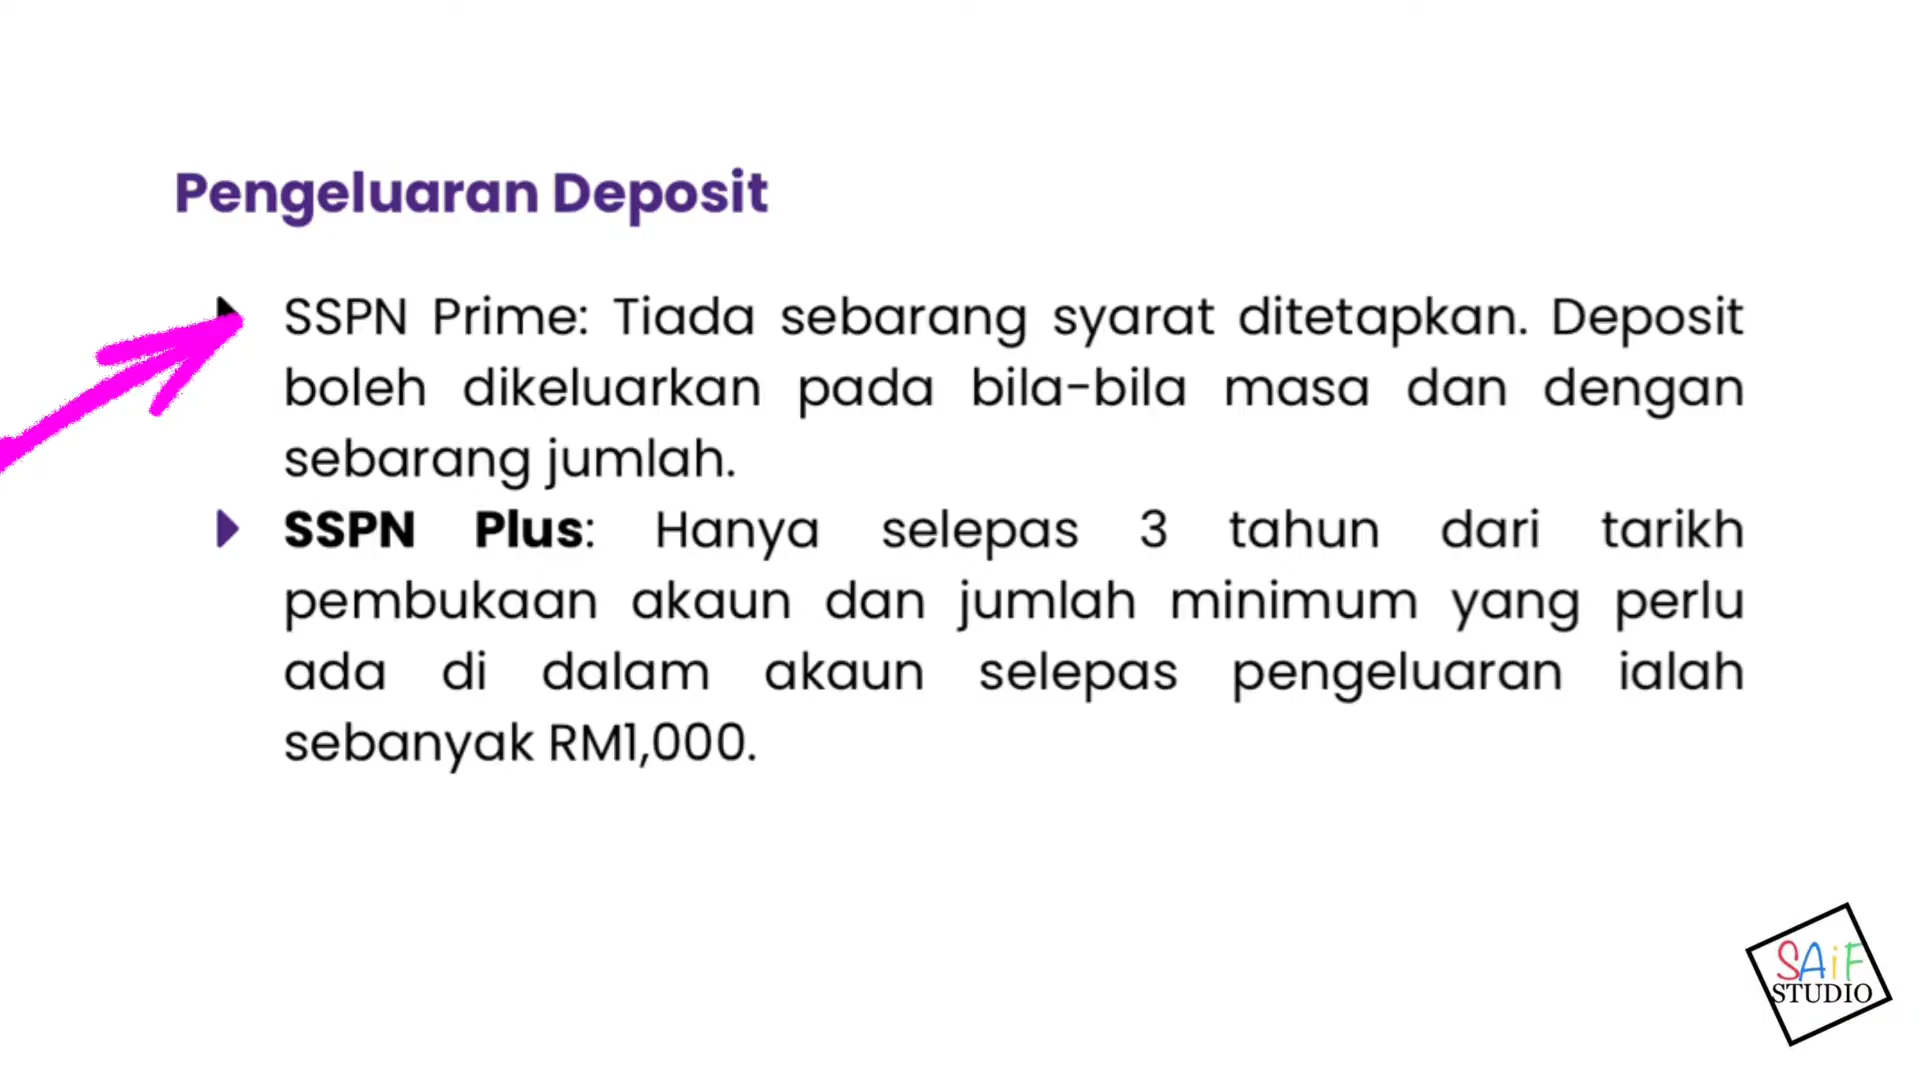 Pengeluaran Deposit
SSPN Prime: Tiada sebarang syarat ditetapkan. Deposit
boleh dikeluarkan pada bila-bila masa dan dengan
sebarang jumlah.
SSPN Plus: Hanya selepas 3 tahun dari tarikh
pembukaan akaun dan jumlah minimum yang perlu
ada di dalam akaun selepas pengeluaran ialah
sebanyak RM1,000.
SAiF
STUDIO